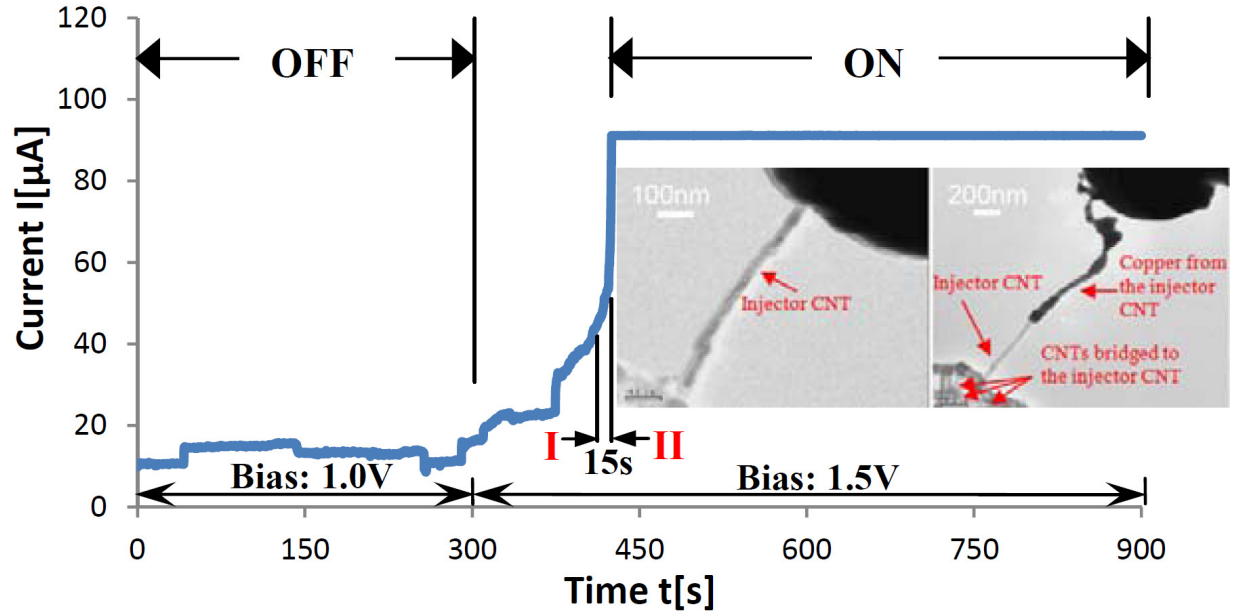 120
100
80
60
40
20
0
Current I[µA]
OFF
ON
100nm
Injector CNT
200nm
Copper from
the injector
CNT
Injector CNT
CNTs bridged to
the injector CNT
I
II
15s
Bias: 1.0V
Bias: 1.5V
0
150
300
450
600
750
900
Time t[s]